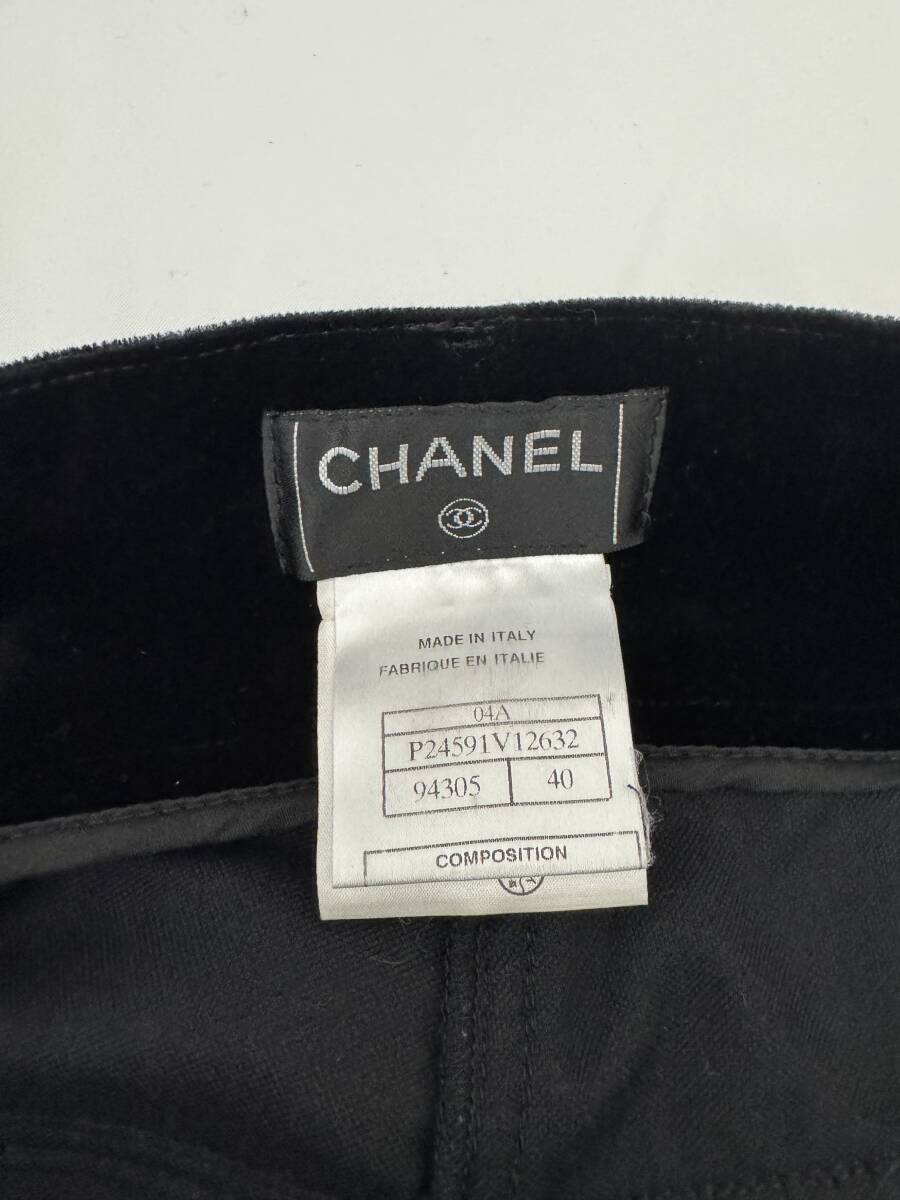 CHANEL
MADE IN ITALY
FABRIQUE EN ITALIE
04A
P24591V12632
94305 40
COMPOSITION